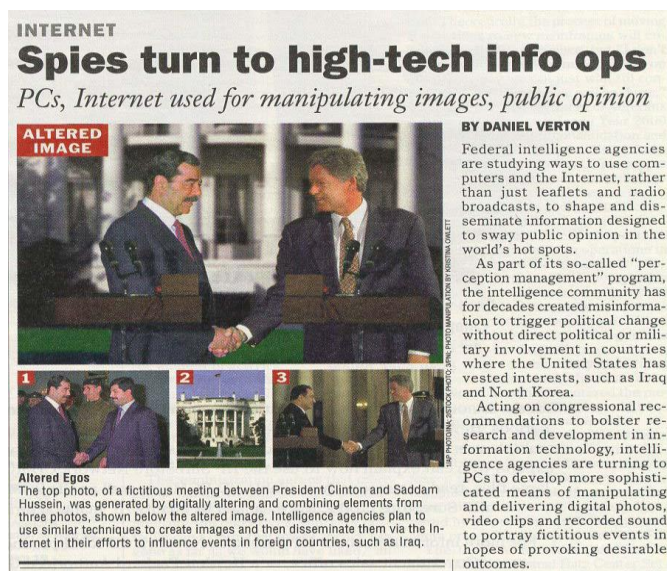 INTERNET
Spies turn to high-tech info ops
PCs, Internet used for manipulating images, public opinion
ALTERED
IMAGE
1
2
3
1AP PHOTO/INA; 2STOCK PHOTO; 3PNI; PHOTO MANIPULATION BY KRISTINA OWLETT
Altered Egos
The top photo, of a fictitious meeting between President Clinton and Saddam
Hussein, was generated by digitally altering and combining elements from
three photos, shown below the altered image. Intelligence agencies plan to
use similar techniques to create images and then disseminate them via the In-
ternet in their efforts to influence events in foreign countries, such as Iraq.
BY DANIEL VERTON
Federal intelligence agencies
are studying ways to use com-
puters and the Internet, rather
than just leaflets and radio
broadcasts, to shape and dis-
seminate information designed
to sway public opinion in the
world's hot spots.
As part of its so-called “per-
ception management” program,
the intelligence community has
for decades created misinforma-
tion to trigger political change
without direct political or mili-
tary involvement in countries
where the United States has
vested interests, such as Iraq
and North Korea.
Acting on congressional rec-
ommendations to bolster re-
search and development in in-
formation technology, intelli-
gence agencies are turning to
PCs to develop more sophisti-
cated means of manipulating
and delivering digital photos,
video clips and recorded sound
to portray fictitious events in
hopes of provoking desirable
outcomes.